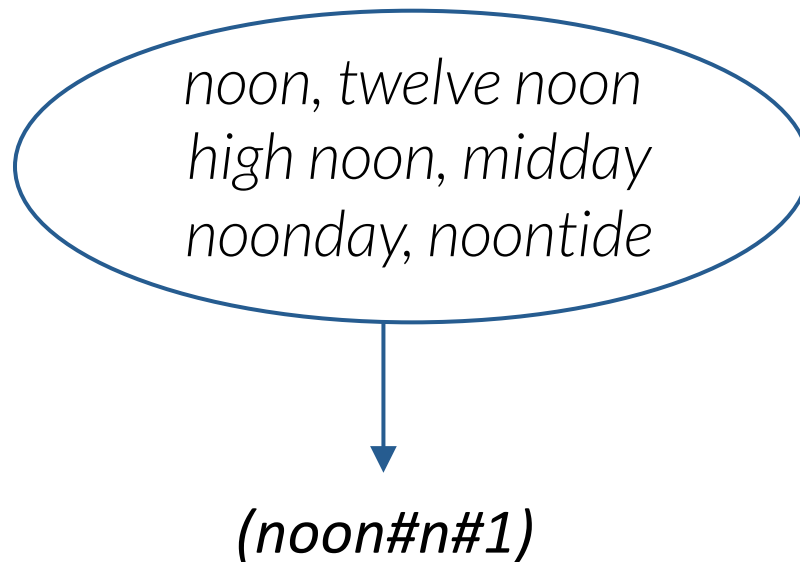 noon, twelve noon
high noon, midday
noonday, noontide
(noon#n#1)